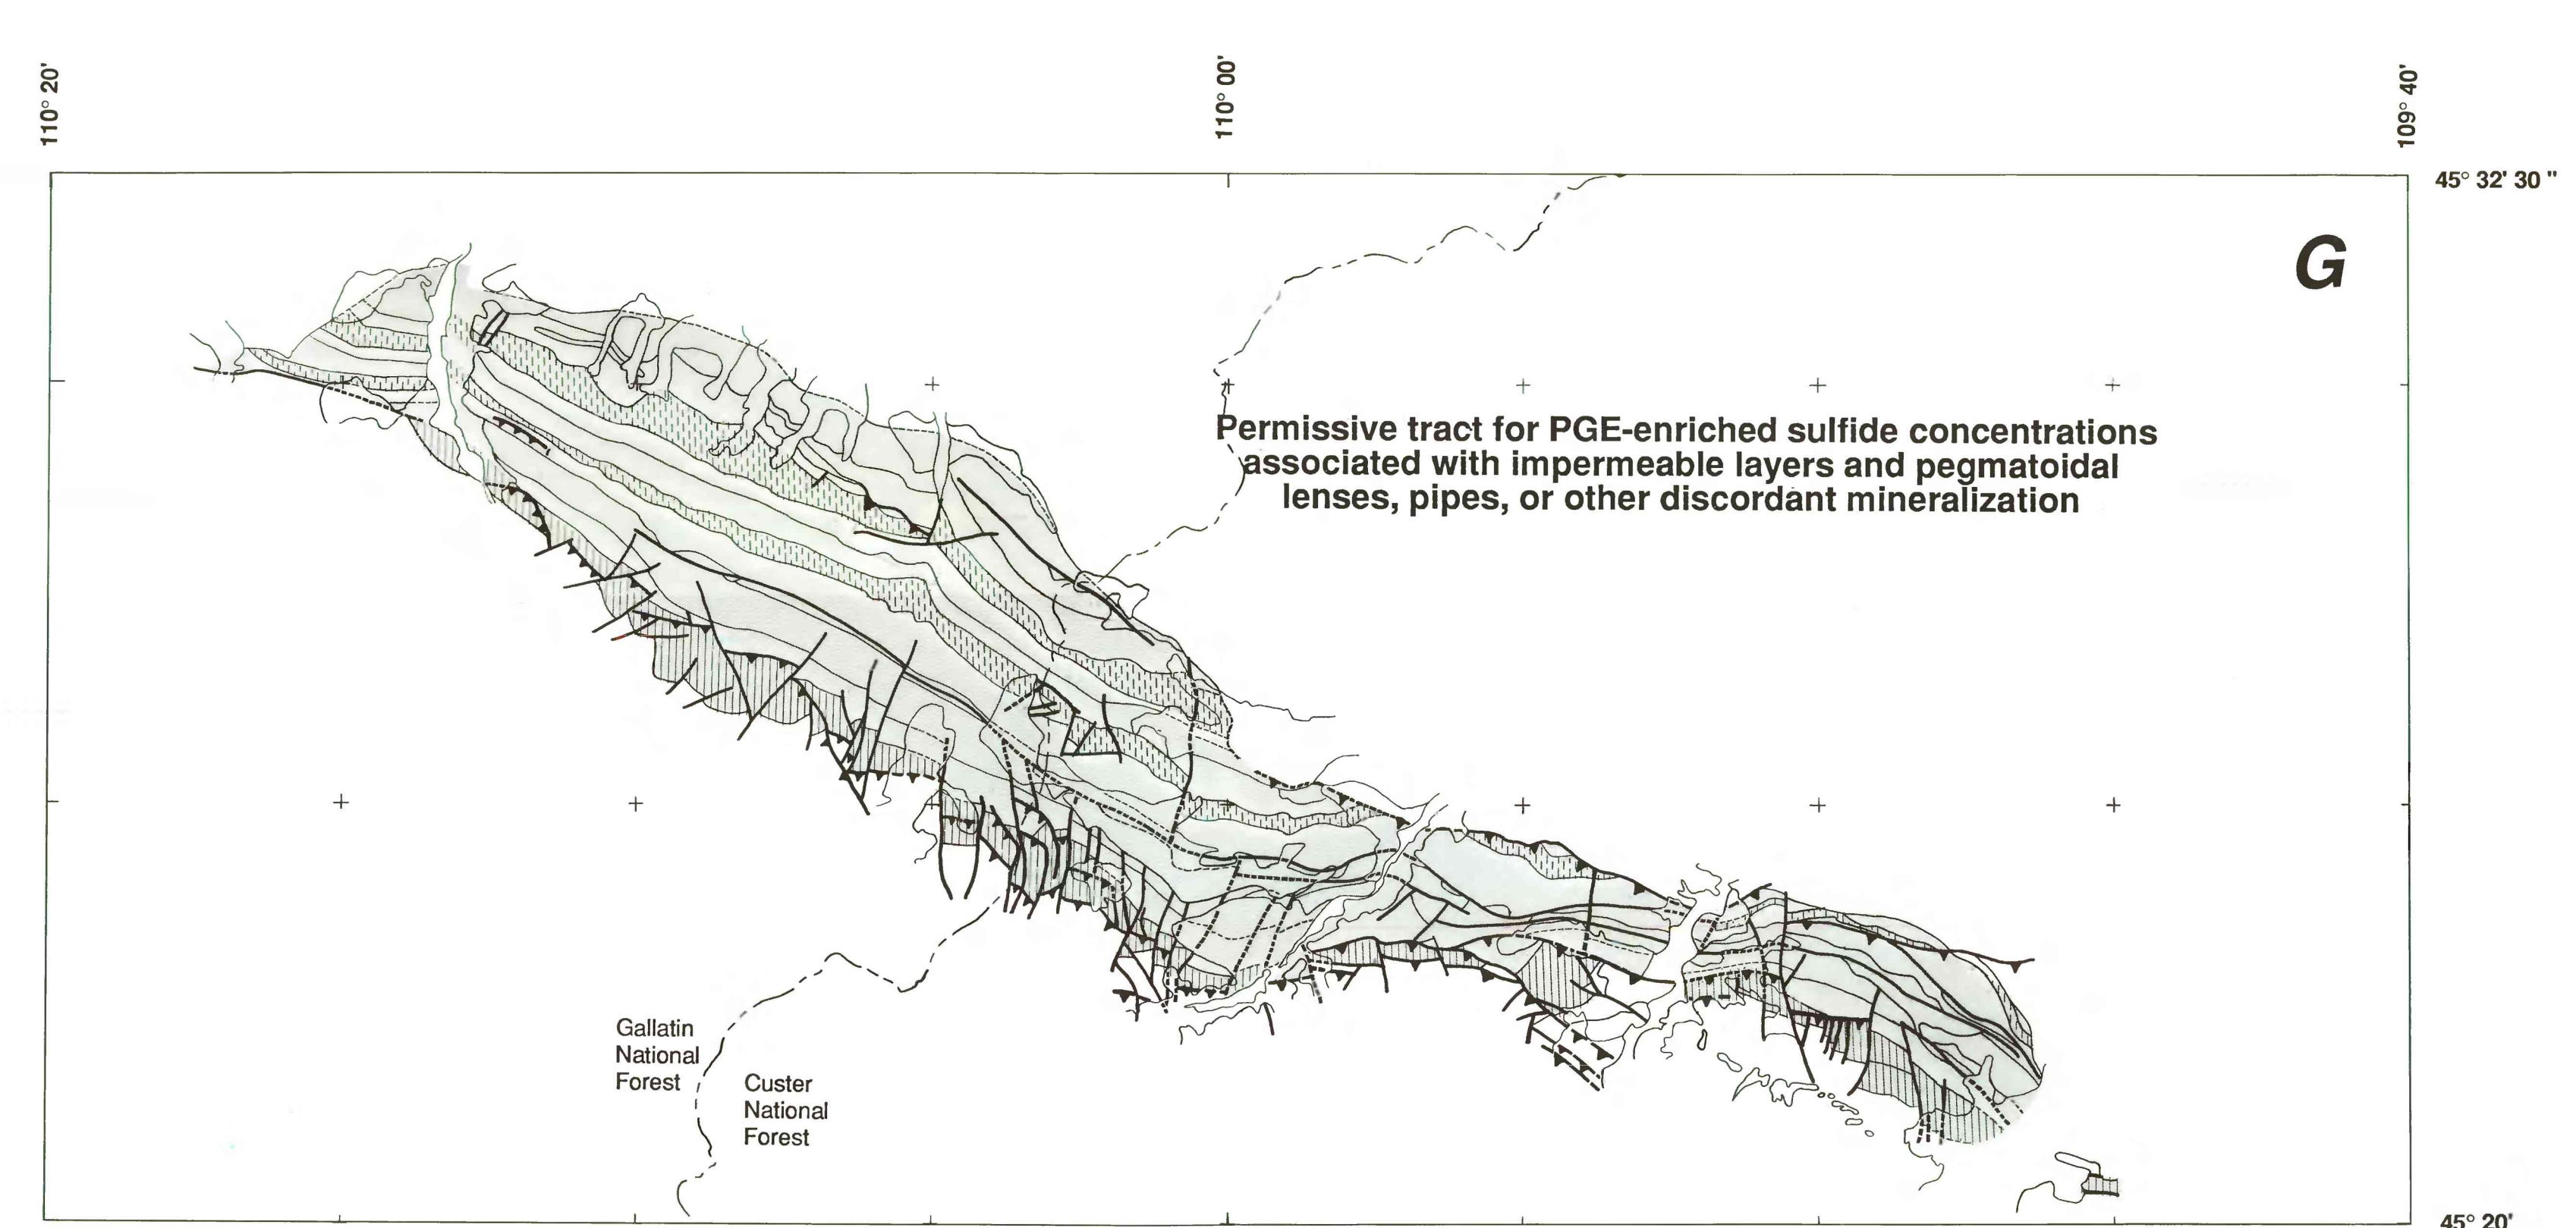 110° 20'
110° 00'
109° 40'
45° 32' 30 "
G
Permissive tract for PGE-enriched sulfide concentrations
associated with impermeable layers and pegmatoidal
lenses, pipes, or other discordant mineralization
Gallatin
National
Forest
Custer
National
Forest
45° 20'